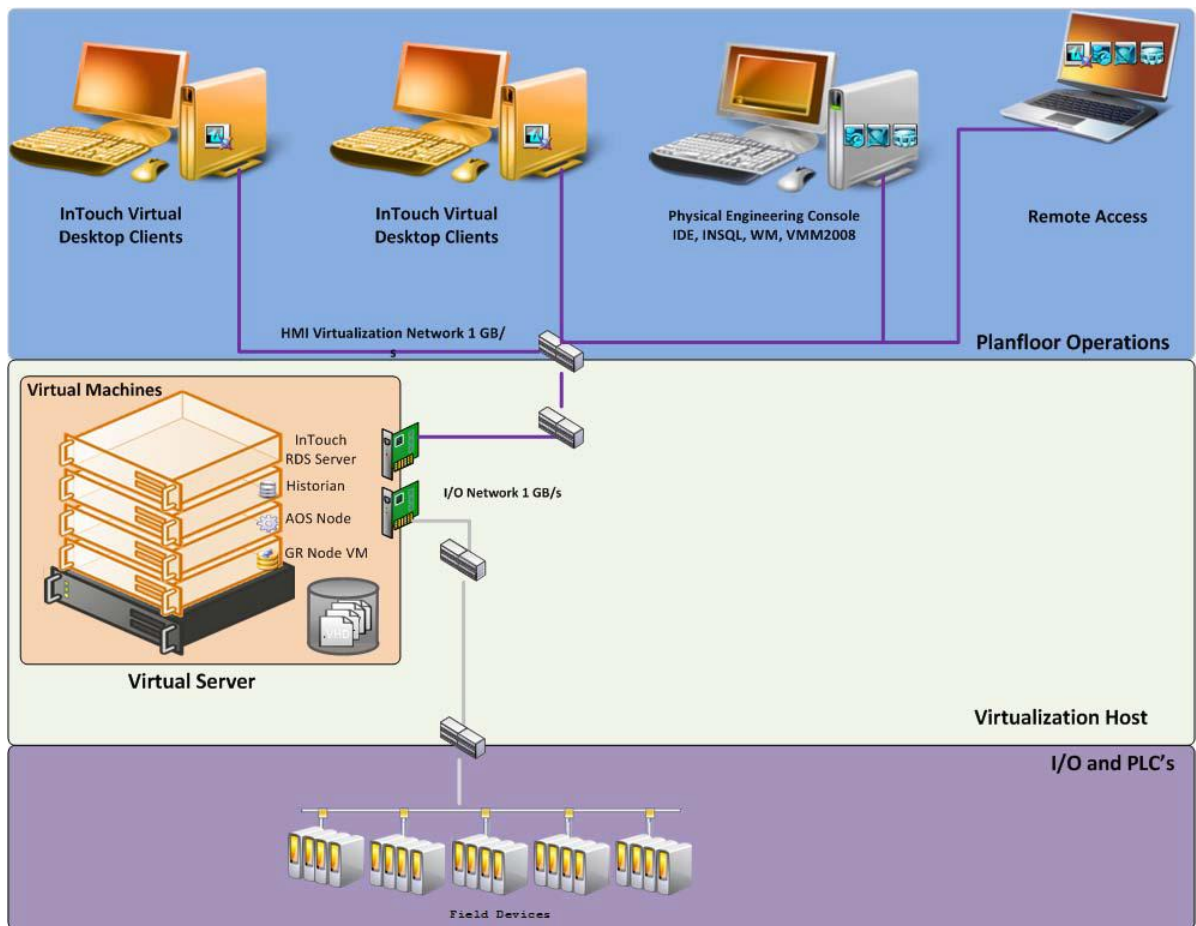 InTouch Virtual
Desktop Clients
InTouch Virtual
Desktop Clients
Physical Engineering Console
IDE, INSQL, WM, VMM2008
Remote Access
HMI Virtualization Network 1 GB/
s
Planfloor Operations
Virtual Machines
InTouch
RDS Server
Historian
AOS Node
GR Node VM
.VHD
I/O Network 1 GB/s
Virtual Server
Virtualization Host
I/O and PLC's
Field Devices